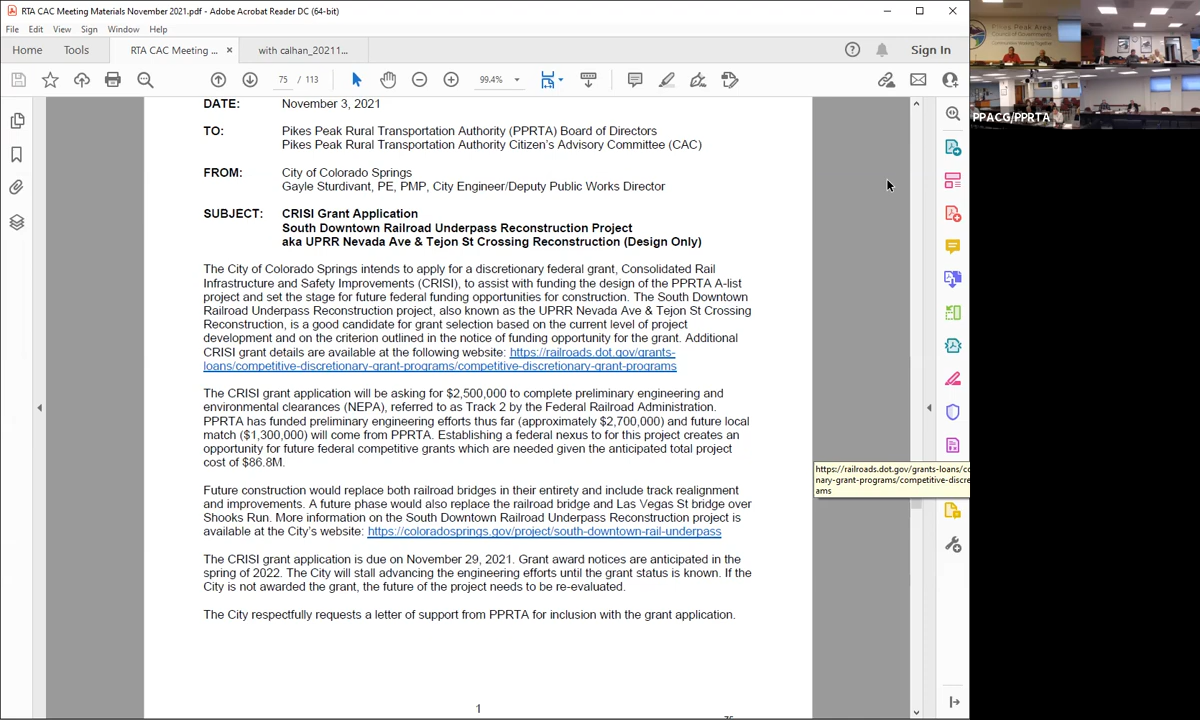 RTA CAC Meeting Materials November 2021.pdf - Adobe Acrobat Reader DC (64-bit)
File Edit View Sign Window Help
Home Tools RTA CAC Meeting ... × with calhan_20211... Sign In
75 / 113 99.4%
Pikes Peak Area
Council of Governments
PPACG/PPRTA
DATE: November 3, 2021
TO: Pikes Peak Rural Transportation Authority (PPRTA) Board of Directors
Pikes Peak Rural Transportation Authority Citizen's Advisory Committee (CAC)
FROM: City of Colorado Springs
Gayle Sturdivant, PE, PMP, City Engineer/Deputy Public Works Director
SUBJECT: CRISI Grant Application
South Downtown Railroad Underpass Reconstruction Project
aka UPRR Nevada Ave & Tejon St Crossing Reconstruction (Design Only)
The City of Colorado Springs intends to apply for a discretionary federal grant, Consolidated Rail
Infrastructure and Safety Improvements (CRISI), to assist with funding the design of the PPRTA A-list
project and set the stage for future federal funding opportunities for construction. The South Downtown
Railroad Underpass Reconstruction project, also known as the UPRR Nevada Ave & Tejon St Crossing
Reconstruction, is a good candidate for grant selection based on the current level of project
development and on the criterion outlined in the notice of funding opportunity for the grant. Additional
CRISI grant details are available at the following website: https://railroads.dot.gov/grants-
loans/competitive-discretionary-grant-programs/competitive-discretionary-grant-programs
The CRISI grant application will be asking for $2,500,000 to complete preliminary engineering and
environmental clearances (NEPA), referred to as Track 2 by the Federal Railroad Administration.
PPRTA has funded preliminary engineering efforts thus far (approximately $2,700,000) and future local
match ($1,300,000) will come from PPRTA. Establishing a federal nexus to for this project creates an
opportunity for future federal competitive grants which are needed given the anticipated total project
cost of $86.8M.
https://railroads.dot.gov/grants-loans/co
nary-grant-programs/competitive-discre
ams
Future construction would replace both railroad bridges in their entirety and include track realignment
and improvements. A future phase would also replace the railroad bridge and Las Vegas St bridge over
Shooks Run. More information on the South Downtown Railroad Underpass Reconstruction project is
available at the City's website: https://coloradosprings.gov/project/south-downtown-rail-underpass
The CRISI grant application is due on November 29, 2021. Grant award notices are anticipated in the
spring of 2022. The City will stall advancing the engineering efforts until the grant status is known. If the
City is not awarded the grant, the future of the project needs to be re-evaluated.
The City respectfully requests a letter of support from PPRTA for inclusion with the grant application.
1